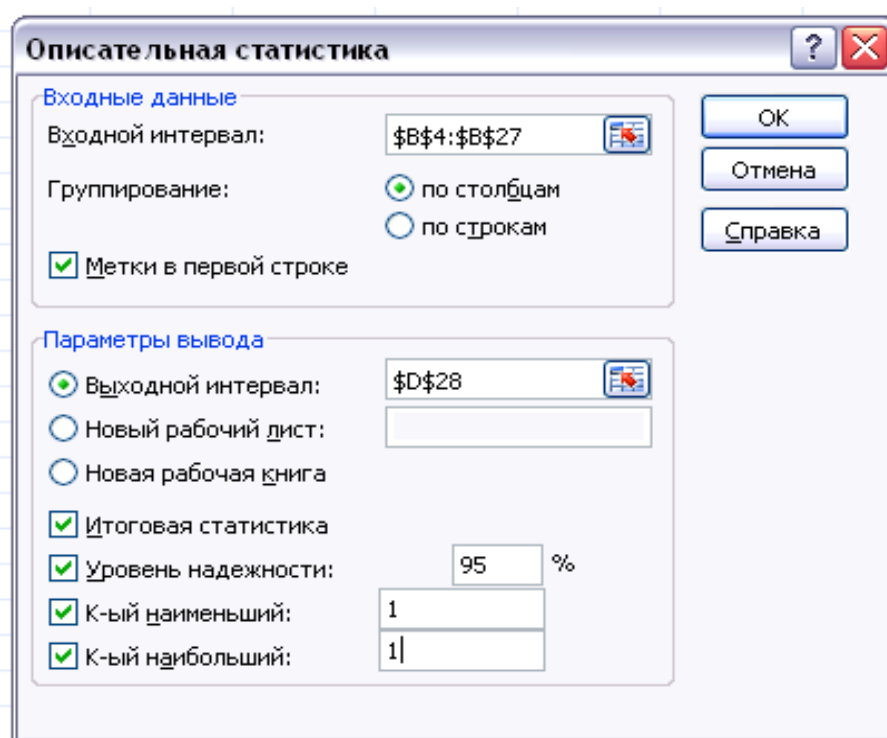 Описательная статистика
Входные данные
Входной интервал: $B$4:$B$27
Группирование: по столбцам
по строкам
Метки в первой строке
OK
Отмена
Справка
Параметры вывода
Выходной интервал: $D$28
Новый рабочий лист:
Новая рабочая книга
Итоговая статистика
Уровень надежности: 95 %
К-ый наименьший: 1
К-ый наибольший: 1